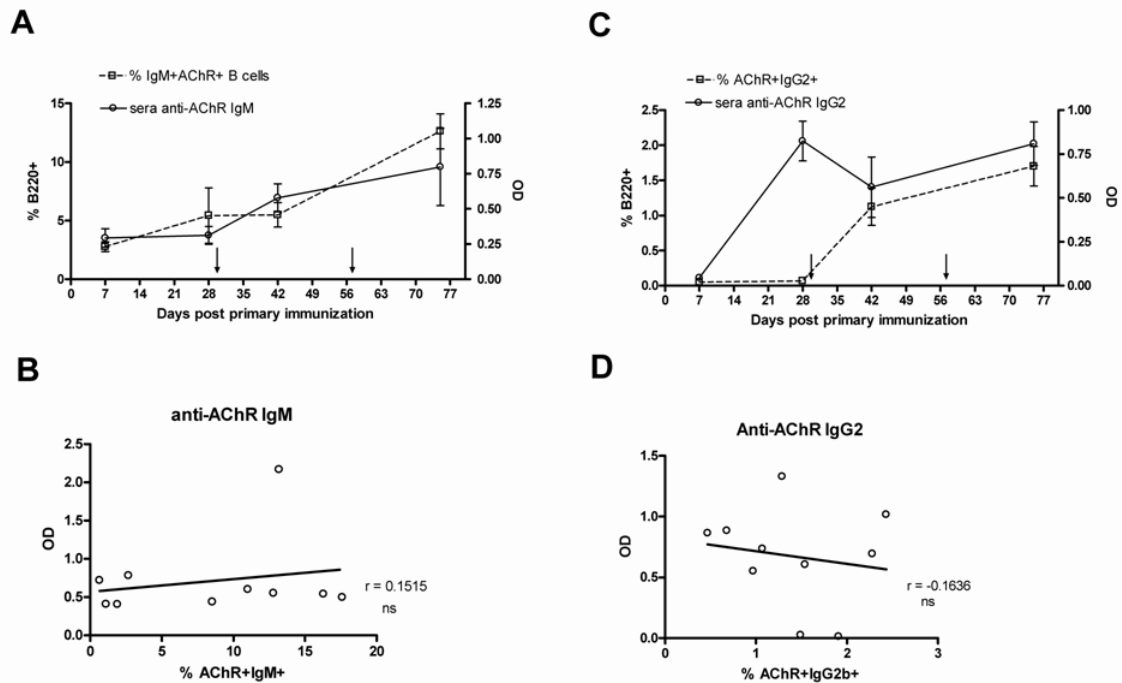 A
% IgM+AChR+ B cells
sera anti-AChR IgM
15
10
5
0
% B220+
1.25
1.00
0.75
0.50
0.25
0.00
OD
0 7 14 21 28 35 42 49 56 63 70 77
Days post primary immunization
C
% AChR+IgG2+
sera anti-AChR IgG2
2.5
2.0
1.5
1.0
0.5
0.0
% B220+
1.00
0.75
0.50
0.25
0.00
OD
0 7 14 21 28 35 42 49 56 63 70 77
Days post primary immunization
B
anti-AChR IgM
2.5
2.0
1.5
1.0
0.5
0.0
OD
r = 0.1515
ns
0 5 10 15 20
% AChR+IgM+
D
Anti-AChR IgG2
1.5
1.0
0.5
0.0
OD
r = -0.1636
ns
0 1 2 3
% AChR+IgG2b+